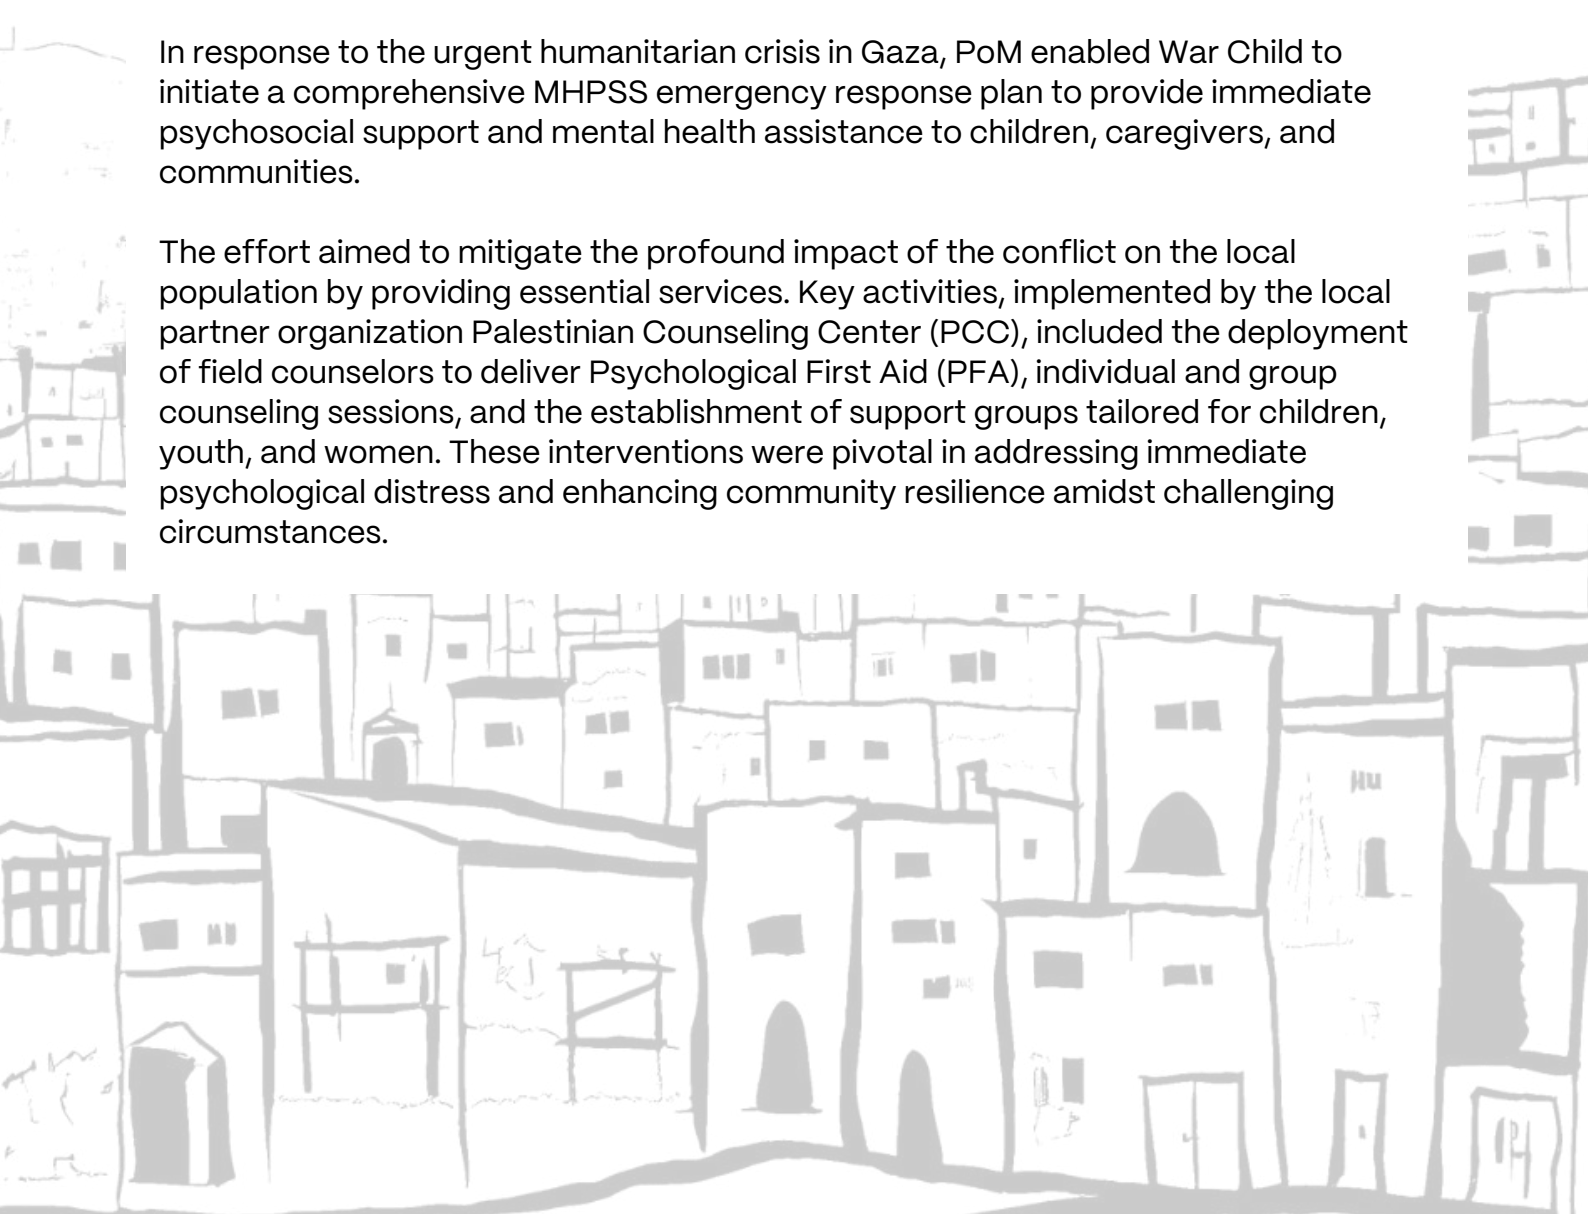 In response to the urgent humanitarian crisis in Gaza, PoM enabled War Child to
initiate a comprehensive MHPSS emergency response plan to provide immediate
psychosocial support and mental health assistance to children, caregivers, and
communities.
The effort aimed to mitigate the profound impact of the conflict on the local
population by providing essential services. Key activities, implemented by the local
partner organization Palestinian Counseling Center (PCC), included the deployment
of field counselors to deliver Psychological First Aid (PFA), individual and group
counseling sessions, and the establishment of support groups tailored for children,
youth, and women. These interventions were pivotal in addressing immediate
psychological distress and enhancing community resilience amidst challenging
circumstances.